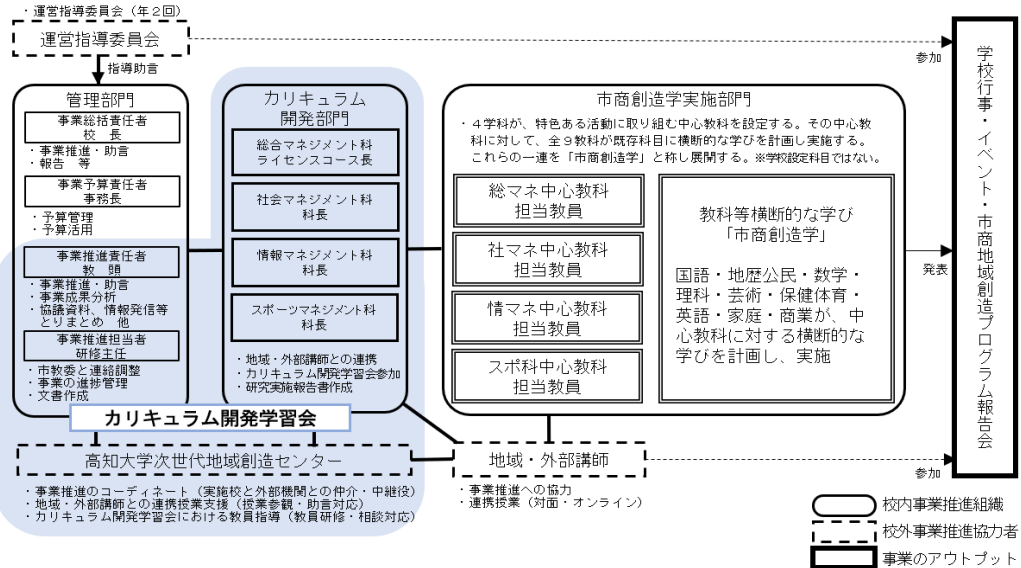 ・運営指導委員会（年２回）
運営指導委員会
指導助言
参加
管理部門
事業総括責任者
校　長
・事業推進・助言
・報告　等
事業予算責任者
事務長
・予算管理
・予算活用
事業推進責任者
教　頭
・事業推進・助言
・事業成果分析
・協議資料、情報発信等
とりまとめ　他
事業推進担当者
研修主任
・市教委と連絡調整
・事業の進捗管理
・文書作成
カリキュラム
開発部門
総合マネジメント科
ライセンスコース長
社会マネジメント科
科長
情報マネジメント科
科長
スポーツマネジメント科
科長
・地域・外部講師との連携
・カリキュラム開発学習会参加
・研究実施報告書作成
市商創造学実施部門
・４学科が、特色ある活動に取り組む中心教科を設定する。その中心教
科に対して、全９教科が既存科目に横断的な学びを計画し実施する。
これらの一連を「市商創造学」と称し展開する。※学校設定科目ではない。
総マネ中心教科
担当教員
社マネ中心教科
担当教員
情マネ中心教科
担当教員
スポ科中心教科
担当教員
教科等横断的な学び
「市商創造学」
国語・地歴公民・数学・
理科・芸術・保健体育・
英語・家庭・商業が、中
心教科に対する横断的な
学びを計画し、実施
発表
学校行事・イベント・市商地域創造プログラム報告会
カリキュラム開発学習会
高知大学次世代地域創造センター
・事業推進のコーディネート（実施校と外部機関との仲介・中継役）
・地域・外部講師との連携授業支援（授業参観・助言対応）
・カリキュラム開発学習会における教員指導（教員研修・相談対応）
地域・外部講師
・事業推進への協力
・連携授業（対面・オンライン）
参加
校内事業推進組織
校外事業推進協力者
事業のアウトプット